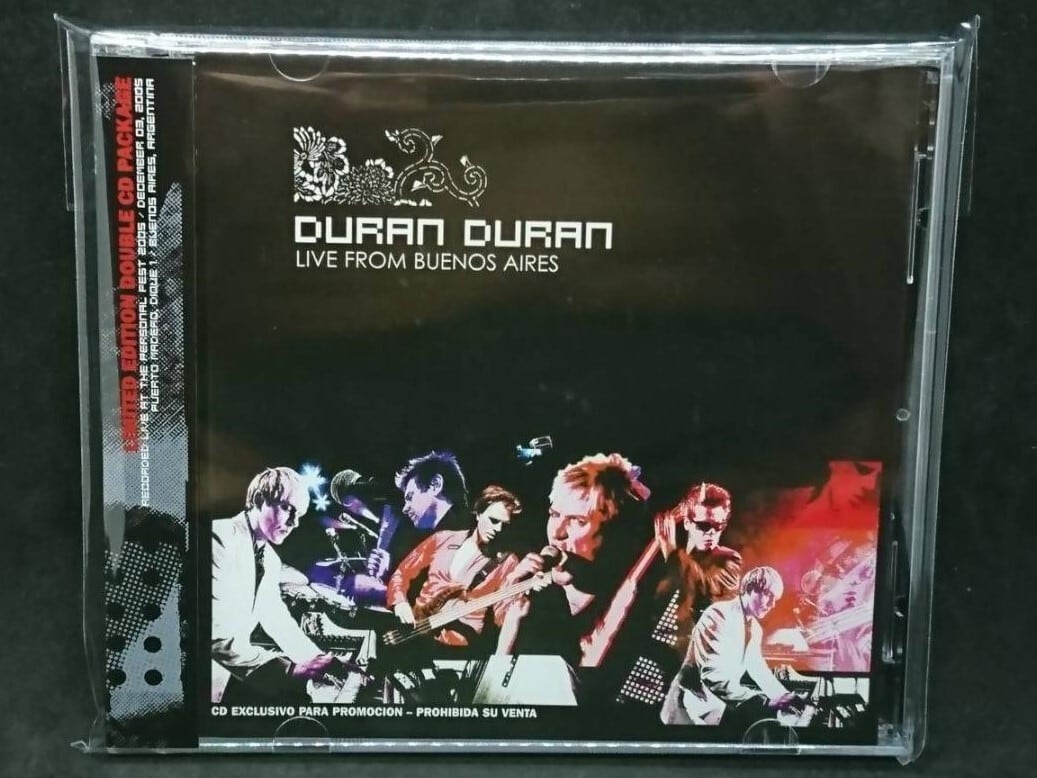 LIMITED EDITION DOUBLE CD PACKAGE
RECORDED LIVE AT THE PERSONAL FEST 2005 / DECEMBER 03, 2005
PUERTO MADERO, DIQUE 1 / BUENOS AIRES, ARGENTINA
DURAN DURAN
LIVE FROM BUENOS AIRES
CD EXCLUSIVO PARA PROMOCION – PROHIBIDA SU VENTA